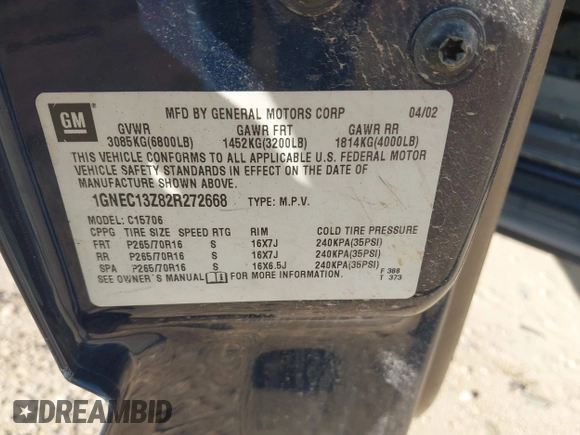 GM
MFD BY GENERAL MOTORS CORP 04/02
GVWR GAWR FRT GAWR RR
3085KG(6800LB) 1452KG(3200LB) 1814KG(4000LB)
THIS VEHICLE CONFORMS TO ALL APPLICABLE U.S. FEDERAL MOTOR
VEHICLE SAFETY STANDARDS IN EFFECT ON THE DATE OF
MANUFACTURE SHOWN ABOVE.
1GNEC13Z82R272668 TYPE: M.P.V.
MODEL: C15706
CPPG TIRE SIZE SPEED RTG RIM COLD TIRE PRESSURE
FRT P265/70R16 S 16X7J 240KPA(35PSI)
RR P265/70R16 S 16X7J 240KPA(35PSI)
SPA P265/70R16 S 16X6.5J 240KPA(35PSI)
SEE OWNER'S MANUAL FOR MORE INFORMATION.
F 388
T 373
DREAMBID